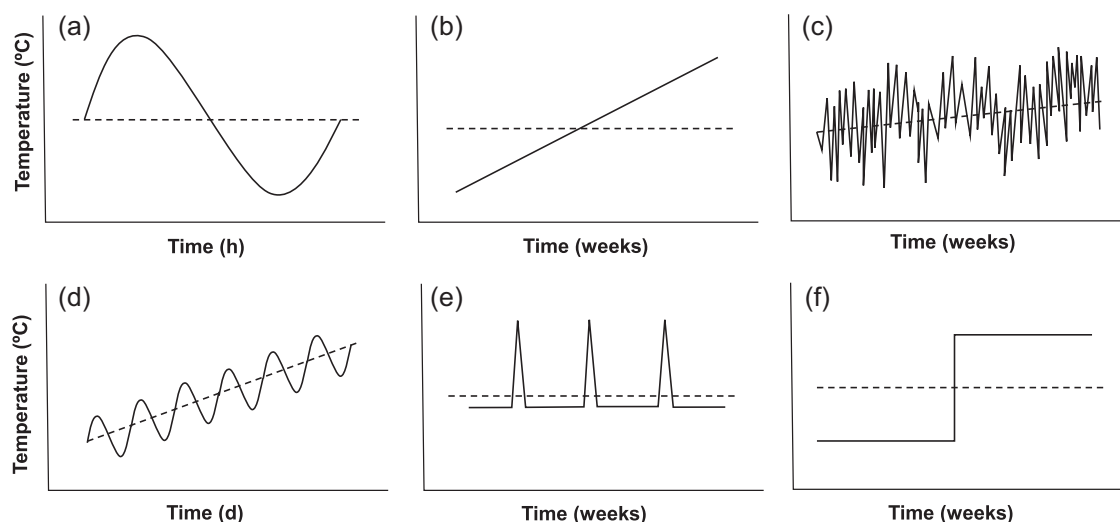 (a)
(b)
(c)
Temperature (ºC)
Time (h)
Time (weeks)
Time (weeks)
(d)
(e)
(f)
Temperature (ºC)
Time (d)
Time (weeks)
Time (weeks)